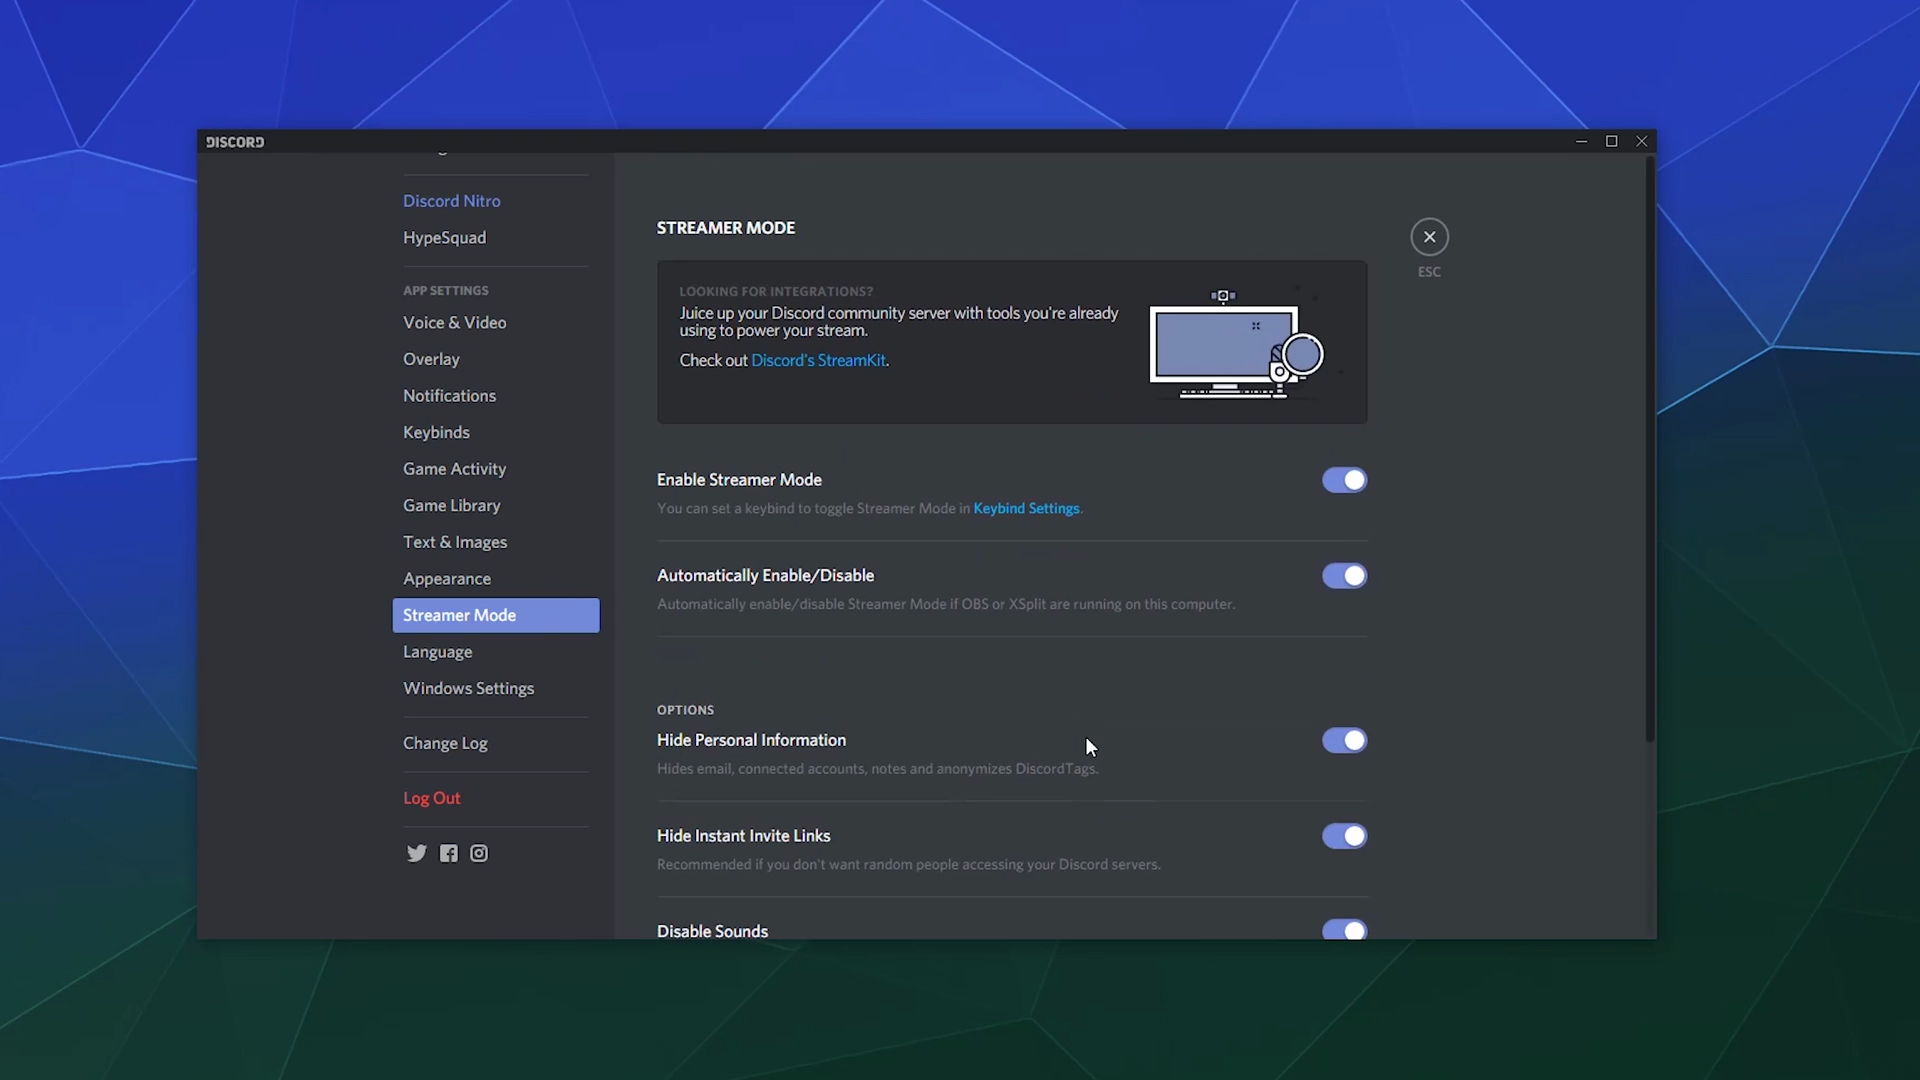 DISCORD
Discord Nitro
HypeSquad
APP SETTINGS
Voice & Video
Overlay
Notifications
Keybinds
Game Activity
Game Library
Text & Images
Appearance
Streamer Mode
Language
Windows Settings
Change Log
Log Out
STREAMER MODE
ESC
LOOKING FOR INTEGRATIONS?
Juice up your Discord community server with tools you're already
using to power your stream.
Check out Discord's StreamKit.
Enable Streamer Mode
You can set a keybind to toggle Streamer Mode in Keybind Settings.
Automatically Enable/Disable
Automatically enable/disable Streamer Mode if OBS or XSplit are running on this computer.
OPTIONS
Hide Personal Information
Hides email, connected accounts, notes and anonymizes DiscordTags.
Hide Instant Invite Links
Recommended if you don't want random people accessing your Discord servers.
Disable Sounds